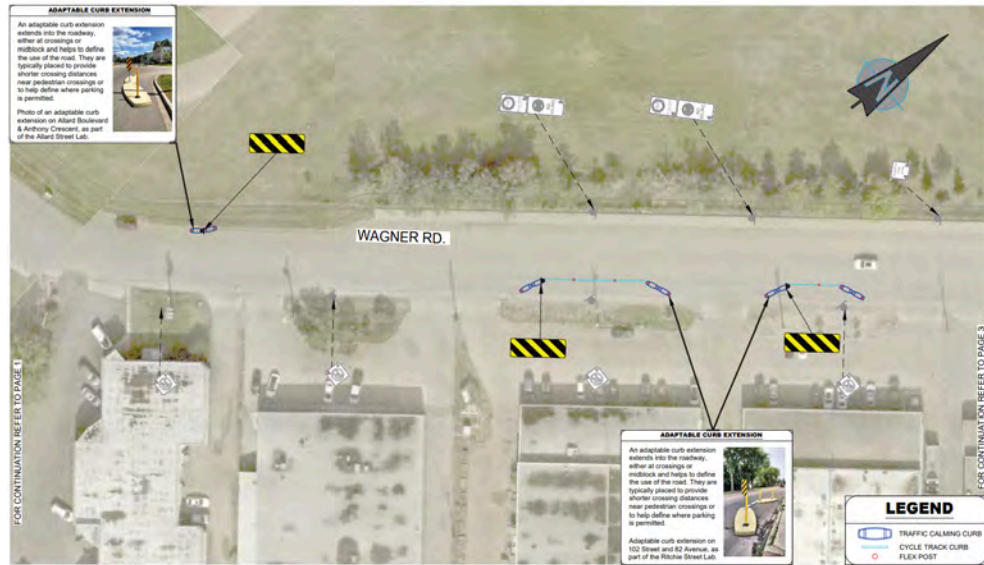 ADAPTABLE CURB EXTENSION
An adaptable curb extension
extends into the roadway,
either at crossings or
midblock and helps to define
the use of the road. They are
typically placed to provide
shorter crossing distances
near pedestrian crossings or
to help define where parking
is permitted.
Photo of an adaptable curb
extension on Allard Boulevard
& Anthony Crescent, as part
of the Allard Street Lab.
N
WAGNER RD.
FOR CONTINUATION REFER TO PAGE 1
FOR CONTINUATION REFER TO PAGE 3
ADAPTABLE CURB EXTENSION
An adaptable curb extension
extends into the roadway,
either at crossings or
midblock and helps to define
the use of the road. They are
typically placed to provide
shorter crossing distances
near pedestrian crossings or
to help define where parking
is permitted.
Adaptable curb extension on
102 Street and 82 Avenue, as
part of the Ritchie Street Lab.
LEGEND
TRAFFIC CALMING CURB
CYCLE TRACK CURB
FLEX POST